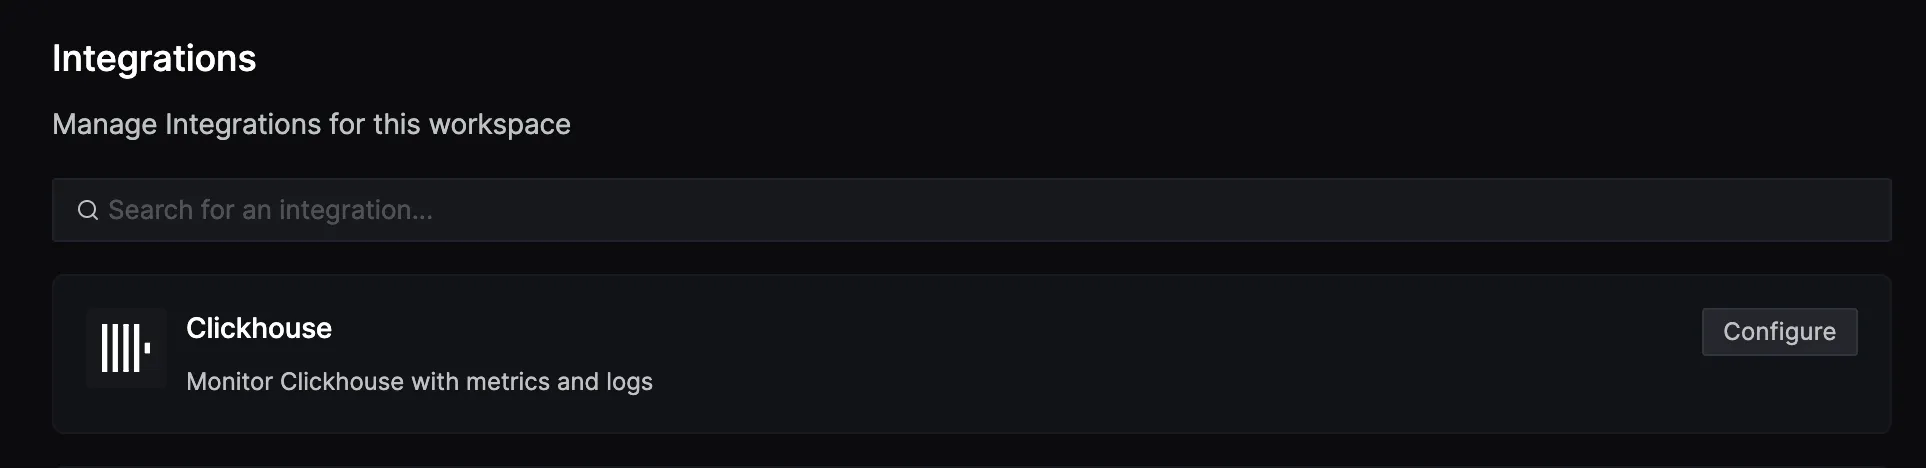 Integrations
Manage Integrations for this workspace
Search for an integration...
Clickhouse
Configure
Monitor Clickhouse with metrics and logs